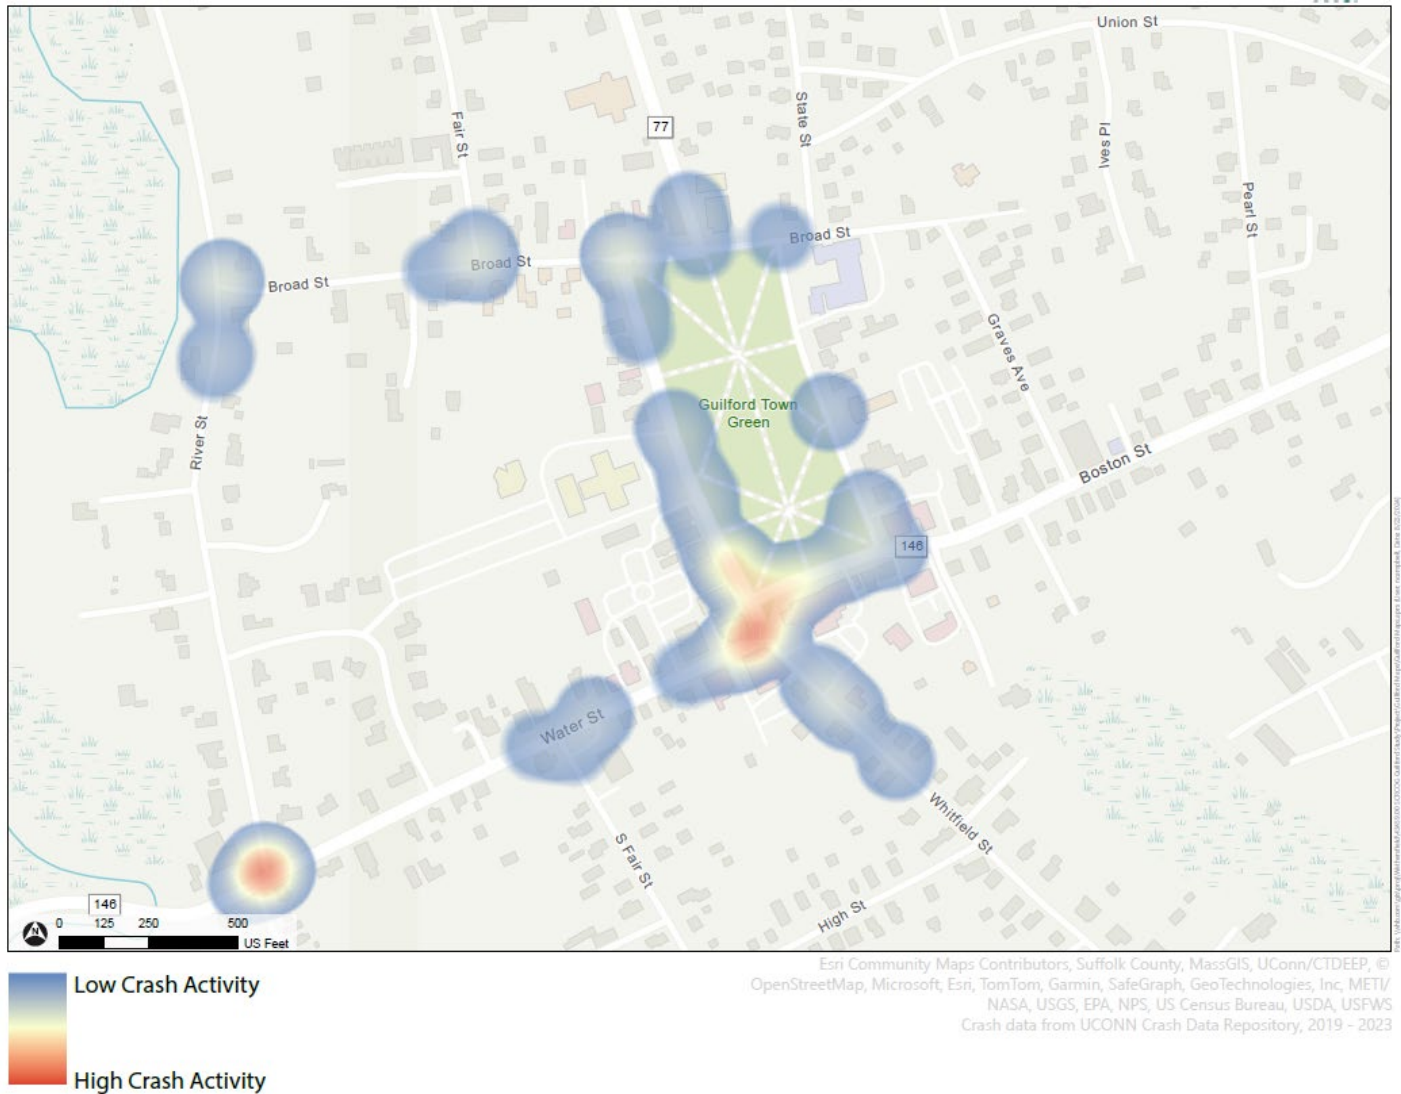 Union St
State St
Fair St
77
Ives Pl
Pearl St
Broad St
Broad St
Broad St
Graves Ave
Guilford Town
Green
River St
Boston St
146
Water St
Whitfield St
S Fair St
High St
146
N
0 125 250 500
US Feet
Low Crash Activity
High Crash Activity
Esri Community Maps Contributors, Suffolk County, MassGIS, UConn/CTDEEP, ©
OpenStreetMap, Microsoft, Esri, TomTom, Garmin, SafeGraph, GeoTechnologies, Inc, METI/
NASA, USGS, EPA, NPS, US Census Bureau, USDA, USFWS
Crash data from UCONN Crash Data Repository, 2019 - 2023